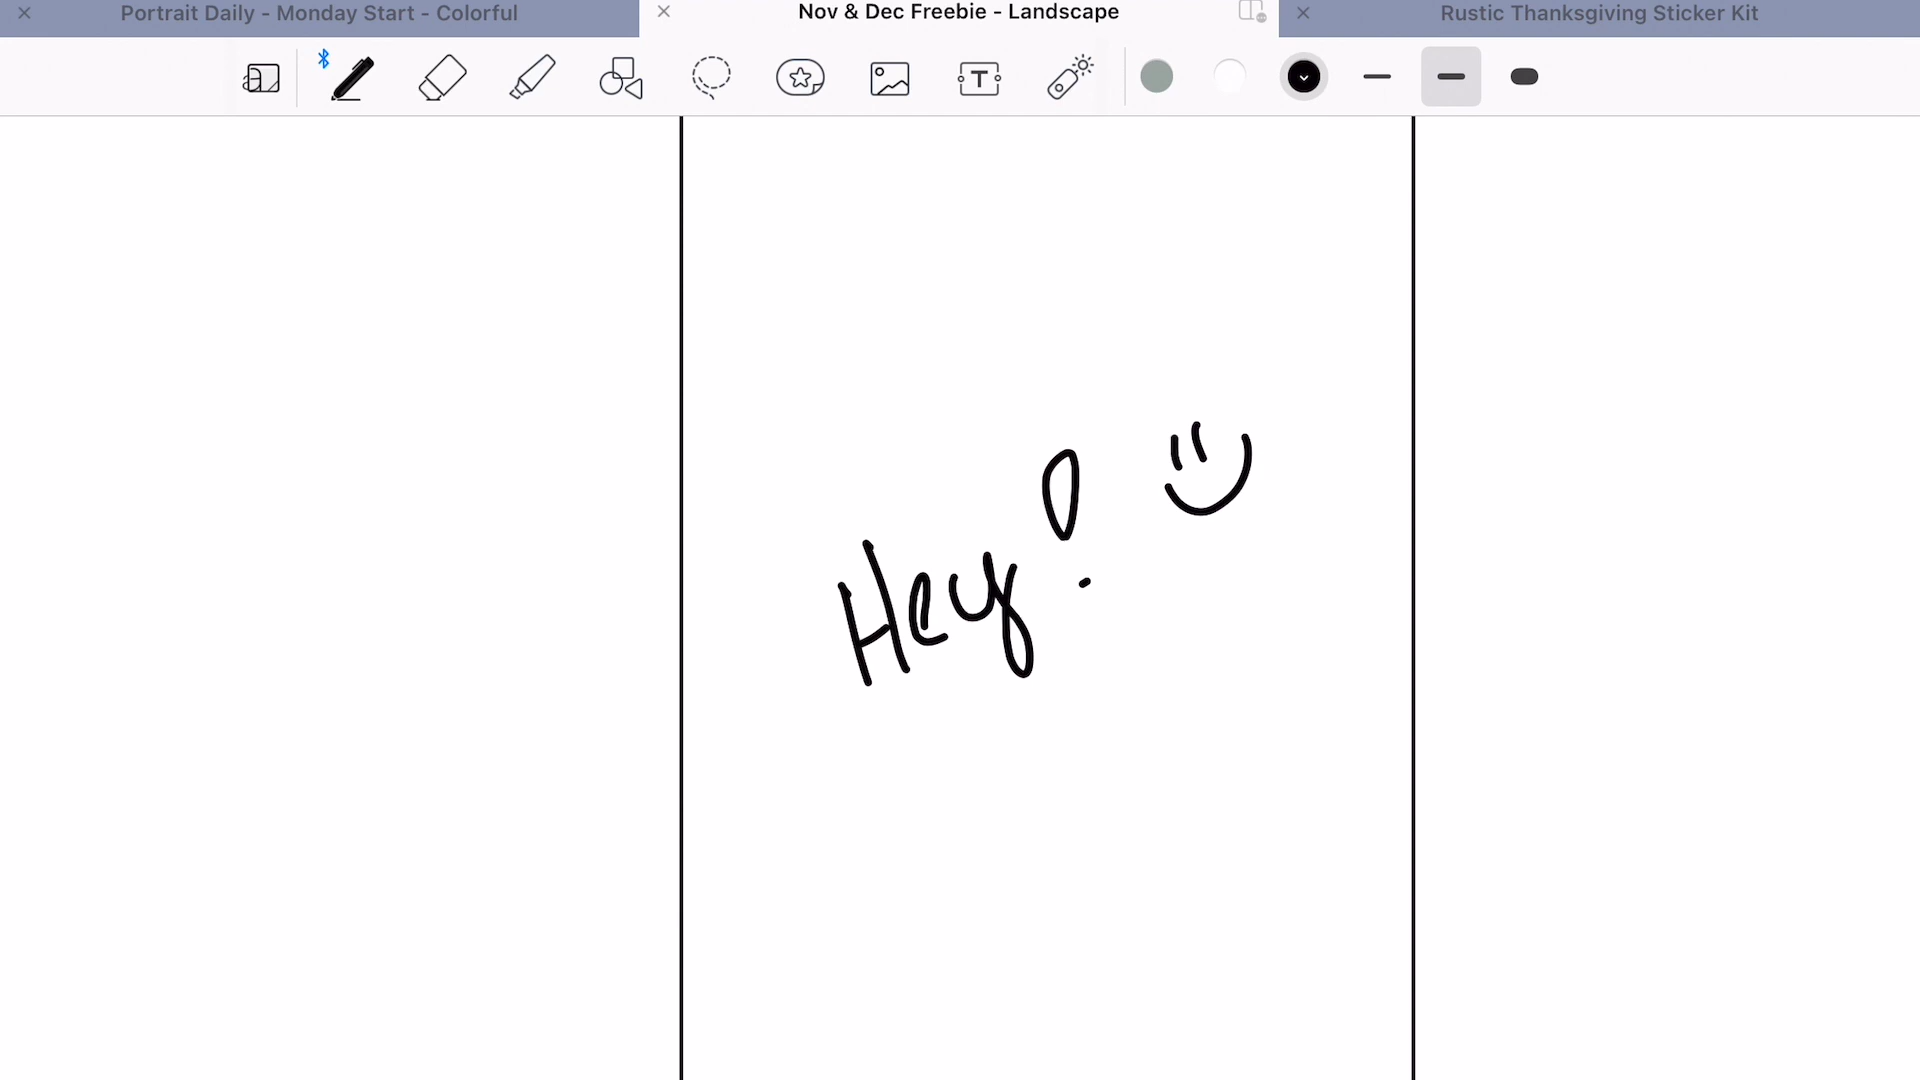 Portrait Daily - Monday Start - Colorful
Nov & Dec Freebie - Landscape
Rustic Thanksgiving Sticker Kit
Hey!